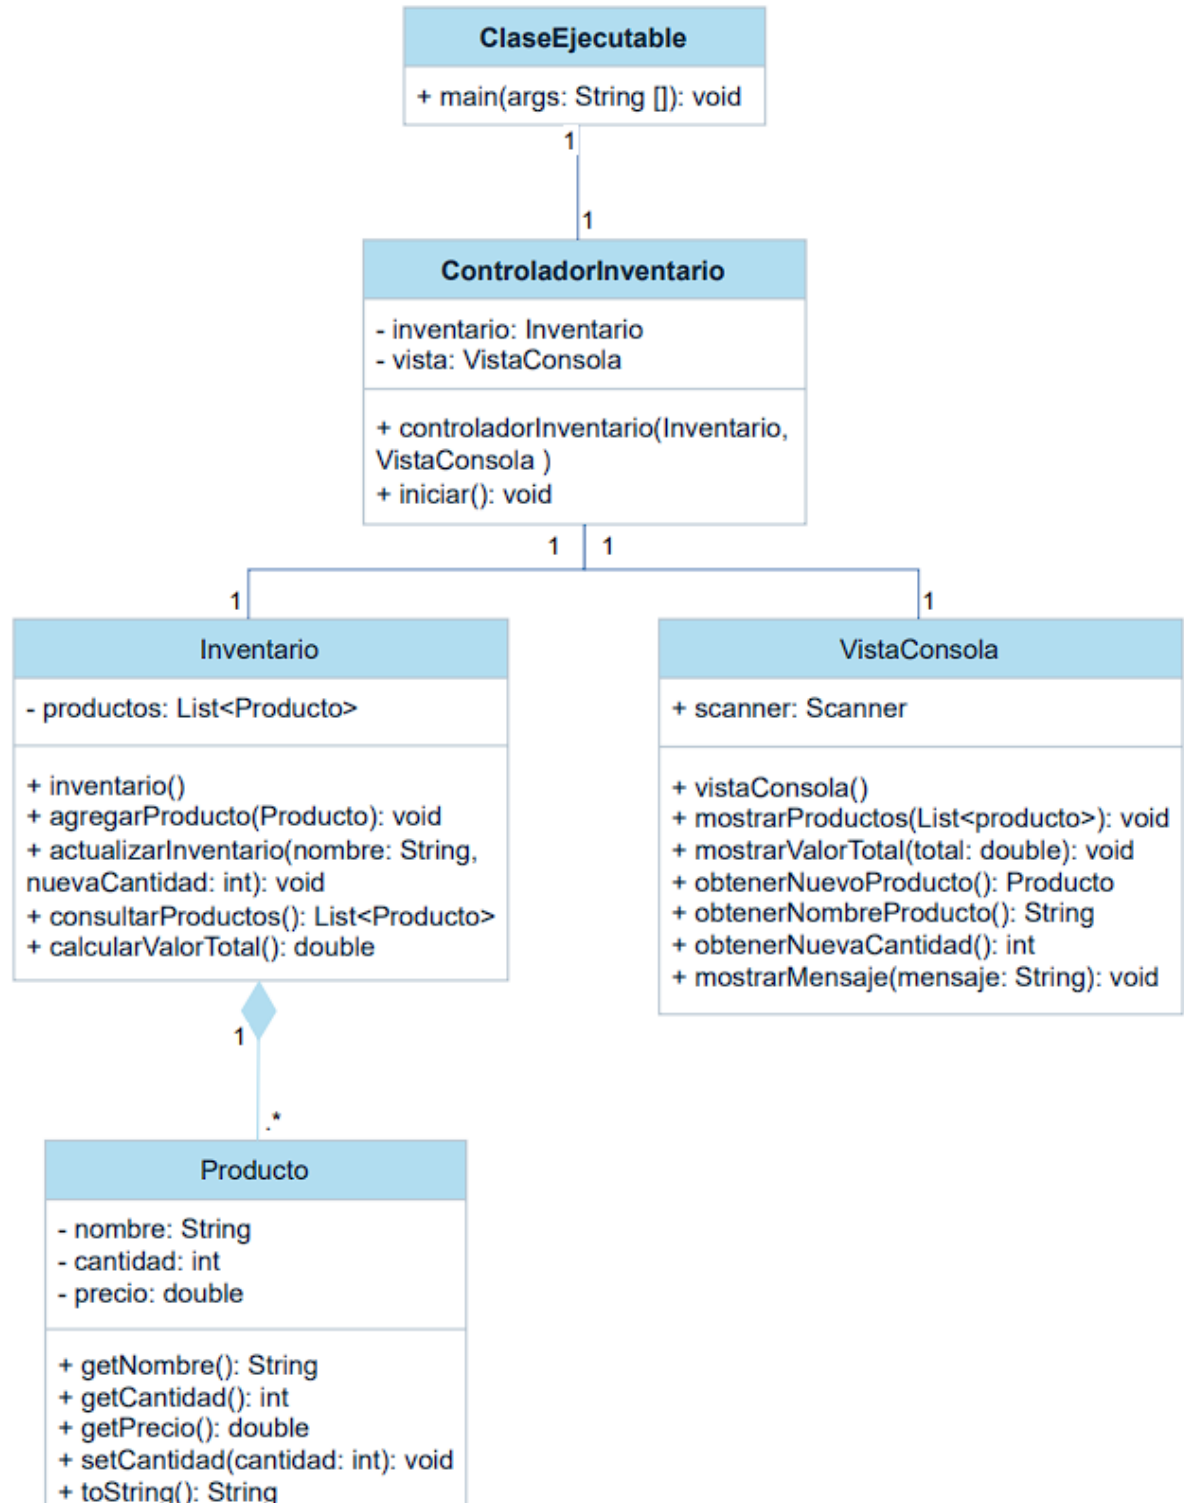 ClaseEjecutable
+ main(args: String []): void
1
1
ControladorInventario
- inventario: Inventario
- vista: VistaConsola
+ controladorInventario(Inventario,
VistaConsola )
+ iniciar(): void
1 1
1
1
Inventario
- productos: List<Producto>
+ inventario()
+ agregarProducto(Producto): void
+ actualizarInventario(nombre: String,
nuevaCantidad: int): void
+ consultarProductos(): List<Producto>
+ calcularValorTotal(): double
VistaConsola
+ scanner: Scanner
+ vistaConsola()
+ mostrarProductos(List<producto>): void
+ mostrarValorTotal(total: double): void
+ obtenerNuevoProducto(): Producto
+ obtenerNombreProducto(): String
+ obtenerNuevaCantidad(): int
+ mostrarMensaje(mensaje: String): void
1
.*
Producto
- nombre: String
- cantidad: int
- precio: double
+ getNombre(): String
+ getCantidad(): int
+ getPrecio(): double
+ setCantidad(cantidad: int): void
+ toString(): String